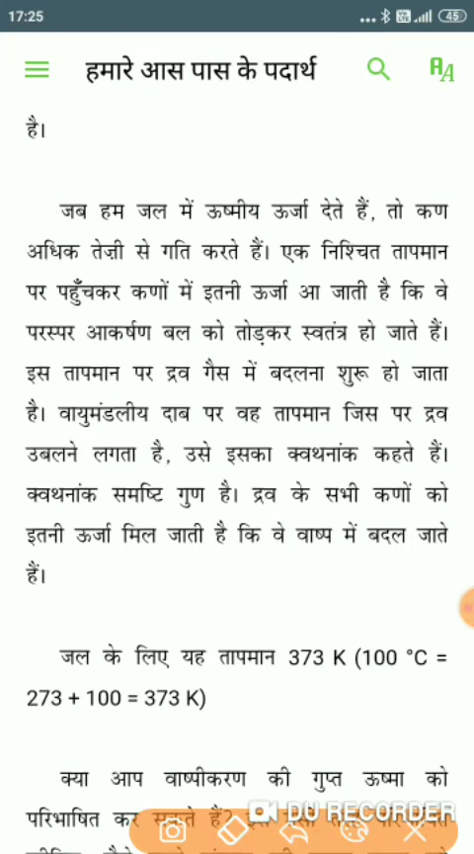 17:25
45
हमारे आस पास के पदार्थ
AA
है।
जब हम जल में ऊष्मीय ऊर्जा देते हैं, तो कण
अधिक तेज़ी से गति करते हैं। एक निश्चित तापमान
पर पहुँचकर कणों में इतनी ऊर्जा आ जाती है कि वे
परस्पर आकर्षण बल को तोड़कर स्वतंत्र हो जाते हैं।
इस तापमान पर द्रव गैस में बदलना शुरू हो जाता
है। वायुमंडलीय दाब पर वह तापमान जिस पर द्रव
उबलने लगता है, उसे इसका क्वथनांक कहते हैं।
क्वथनांक समष्टि गुण है। द्रव के सभी कणों को
इतनी ऊर्जा मिल जाती है कि वे वाष्प में बदल जाते
हैं।
जल के लिए यह तापमान 373 K (100 °C =
273 + 100 = 373 K)
क्या आप वाष्पीकरण की गुप्त ऊष्मा को
परिभाषित कर सकते हैं?
DU RECORDER